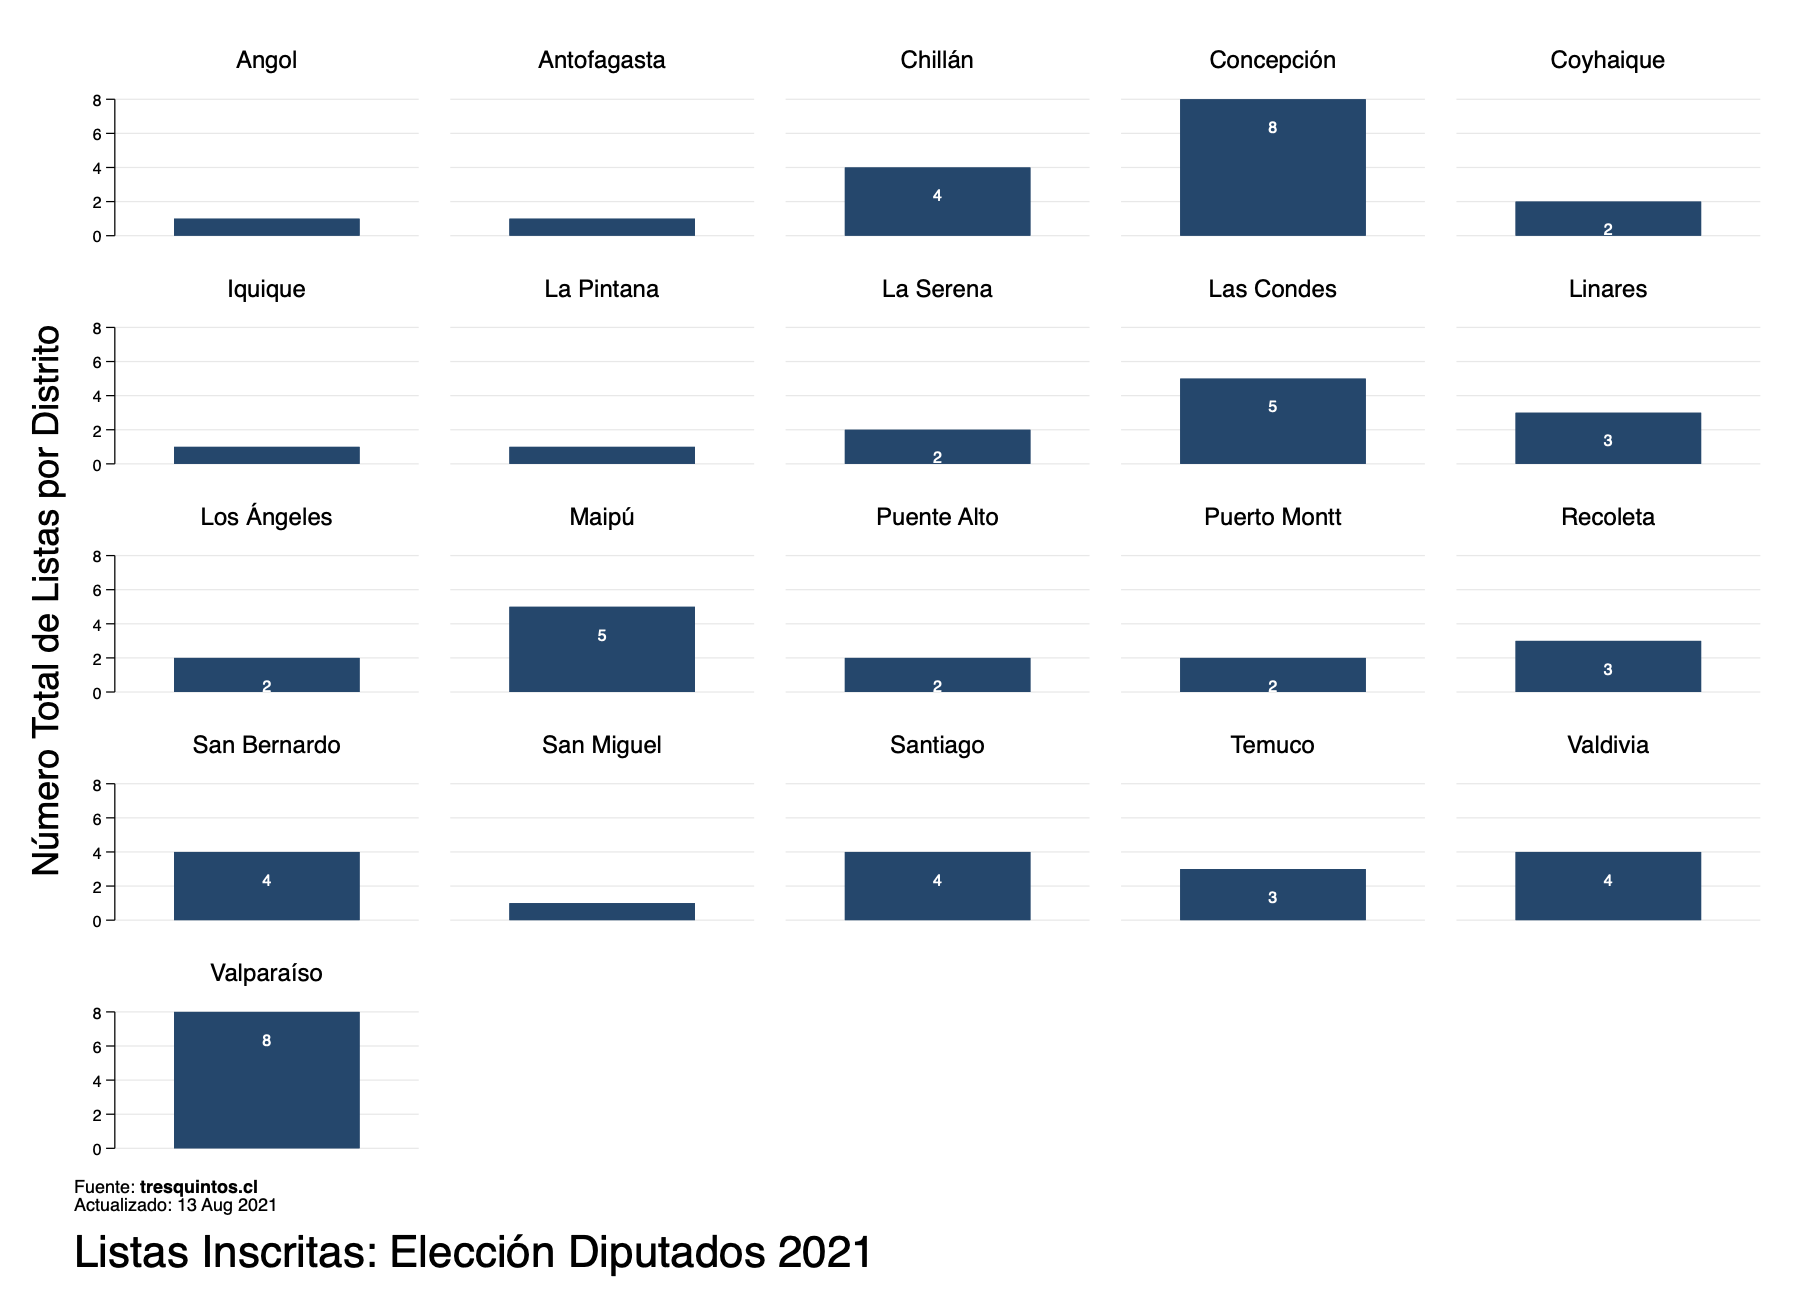 Número Total de Listas por Distrito
Angol
Antofagasta
Chillán
Concepción
Coyhaique
8
6
4
2
0
4
8
2
Iquique
La Pintana
La Serena
Las Condes
Linares
8
6
4
2
0
2
5
3
Los Ángeles
Maipú
Puente Alto
Puerto Montt
Recoleta
8
6
4
2
0
2
5
2
2
3
San Bernardo
San Miguel
Santiago
Temuco
Valdivia
8
6
4
2
0
4
4
3
4
Valparaíso
8
6
4
2
0
8
Fuente: tresquintos.cl
Actualizado: 13 Aug 2021
Listas Inscritas: Elección Diputados 2021